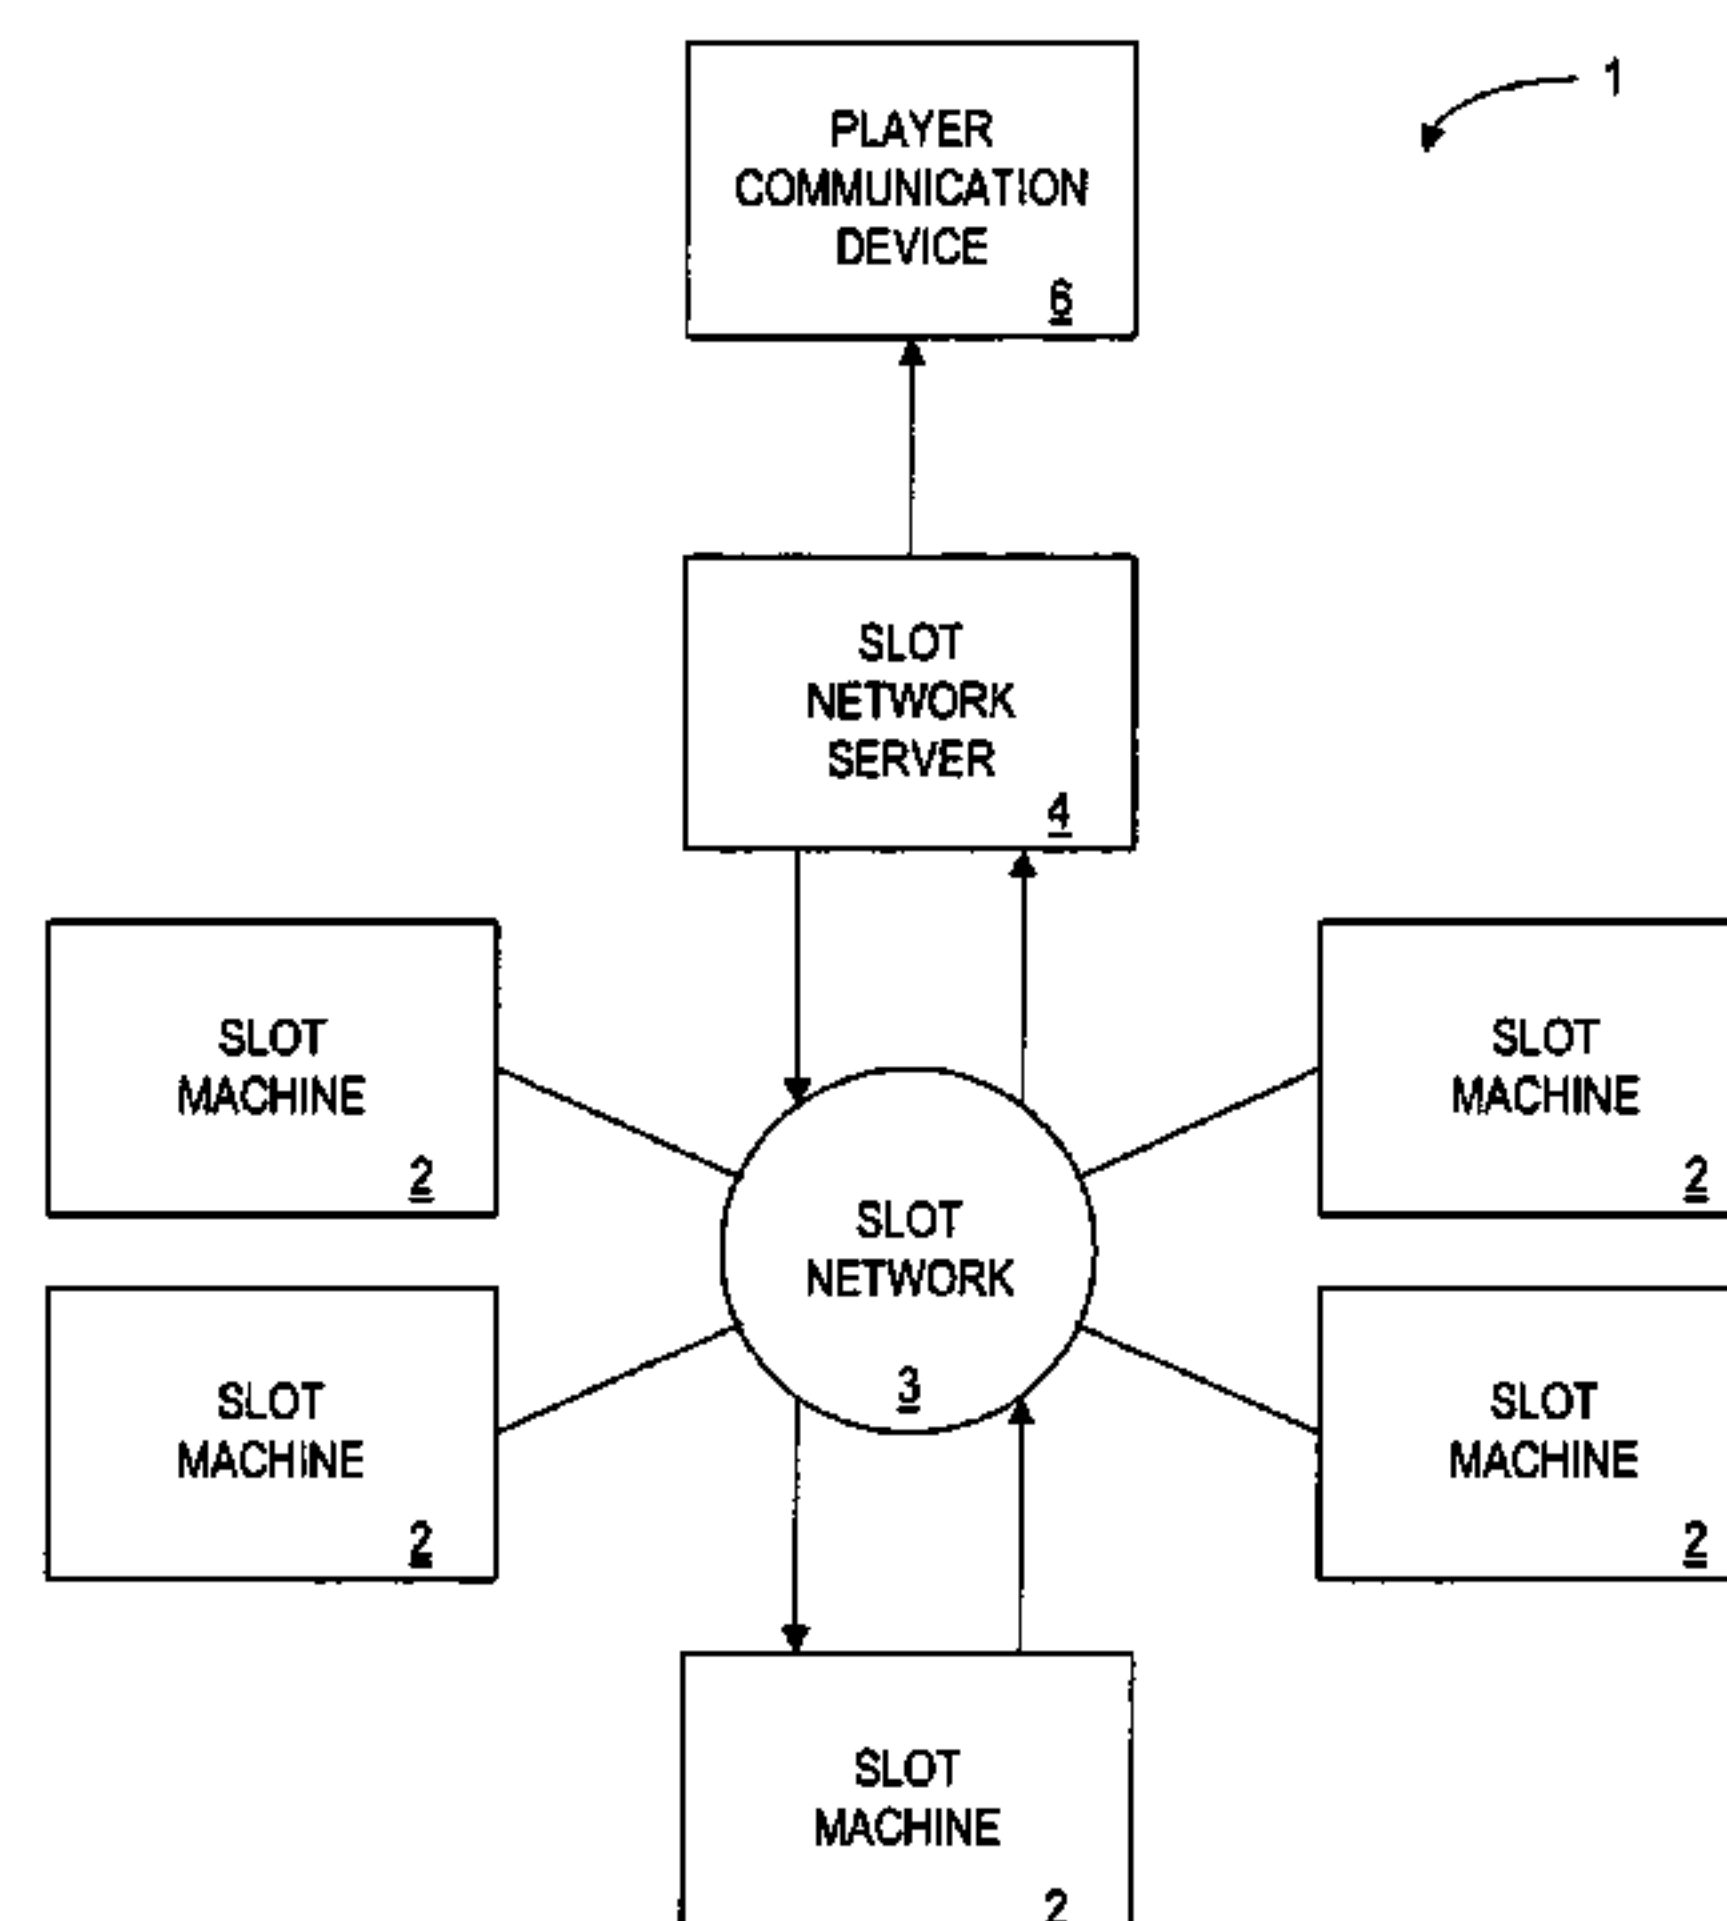 1
PLAYER
COMMUNICATION
DEVICE
6
SLOT
NETWORK
SERVER
4
SLOT
MACHINE
2
SLOT
MACHINE
2
SLOT
NETWORK
3
SLOT
MACHINE
2
SLOT
MACHINE
2
SLOT
MACHINE
2